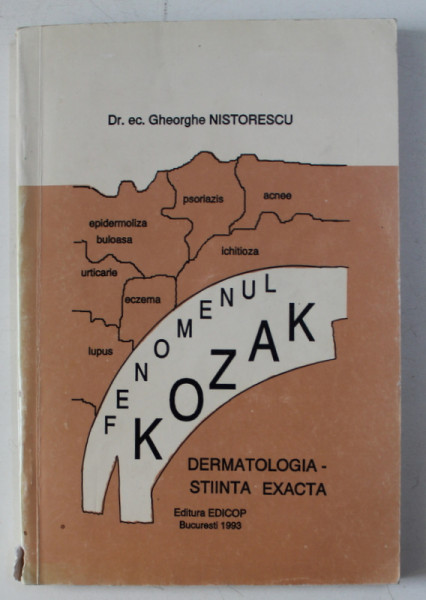 Dr. ec. Gheorghe NISTORESCU
psoriazis
acnee
epidermoliza
buloasa
ichitioza
urticarie
eczema
lupus
FENOMENUL
KOZAK
DERMATOLOGIA -
STIINTA EXACTA
Editura EDICOP
Bucuresti 1993